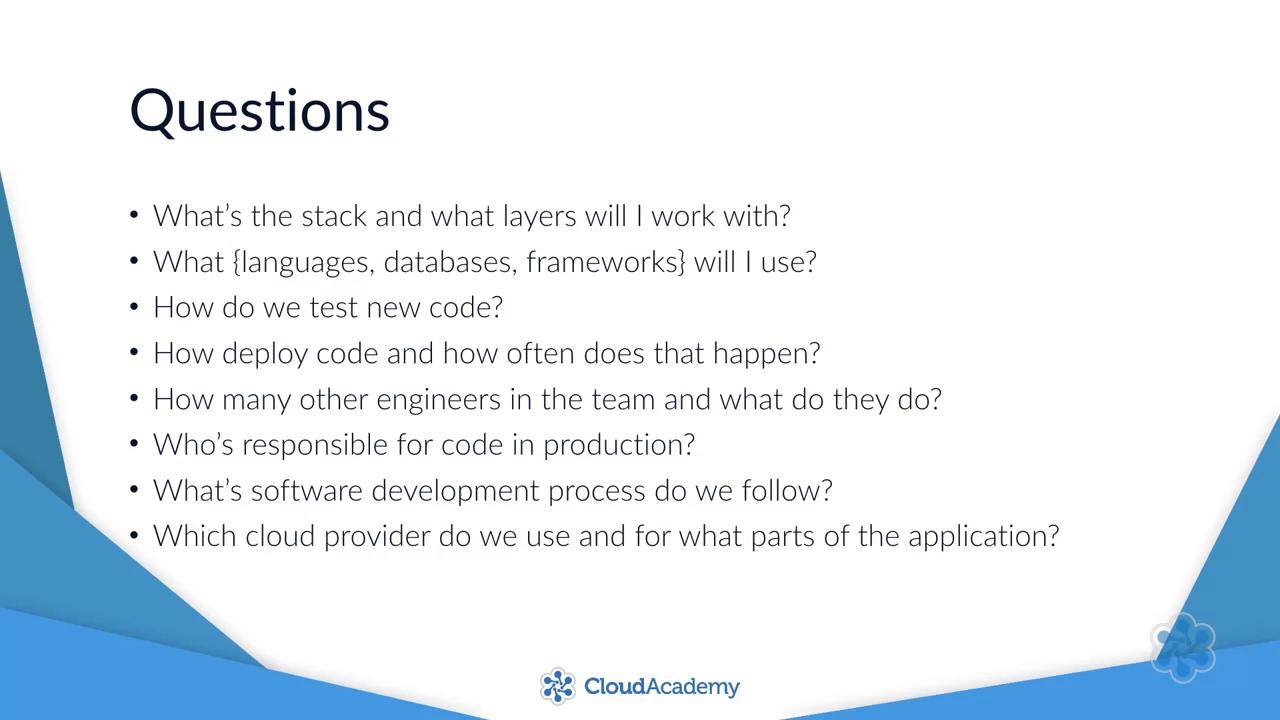 Questions
• What’s the stack and what layers will I work with?
• What {languages, databases, frameworks} will I use?
• How do we test new code?
• How deploy code and how often does that happen?
• How many other engineers in the team and what do they do?
• Who’s responsible for code in production?
• What’s software development process do we follow?
• Which cloud provider do we use and for what parts of the application?
CloudAcademy